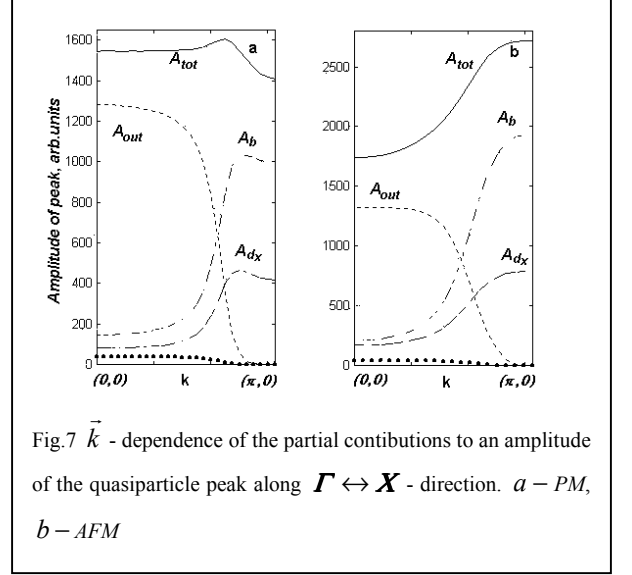 1600
1400
1200
1000
800
600
400
200
0
Amplitude of peak, arb.units
a
A_tot
A_out
A_b
A_dx
(0,0) k (π,0)
2500
2000
1500
1000
500
0
b
A_tot
A_b
A_out
A_dx
(0,0) k (π,0)
Fig.7 k⃗ - dependence of the partial contibutions to an amplitude
of the quasiparticle peak along Γ ↔ X - direction. a – PM,
b – AFM